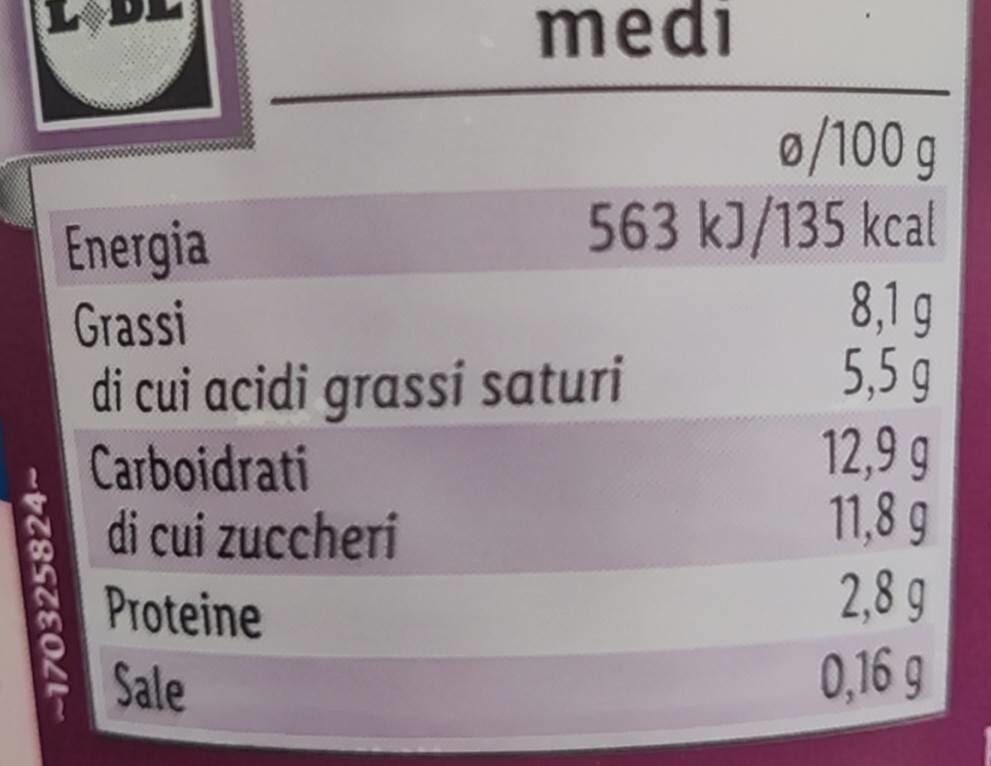 medi
ø/100 g
Energia 563 kJ/135 kcal
Grassi 8,1 g
di cui acidi grassi saturi 5,5 g
Carboidrati 12,9 g
di cui zuccheri 11,8 g
Proteine 2,8 g
Sale 0,16 g
~170325824~